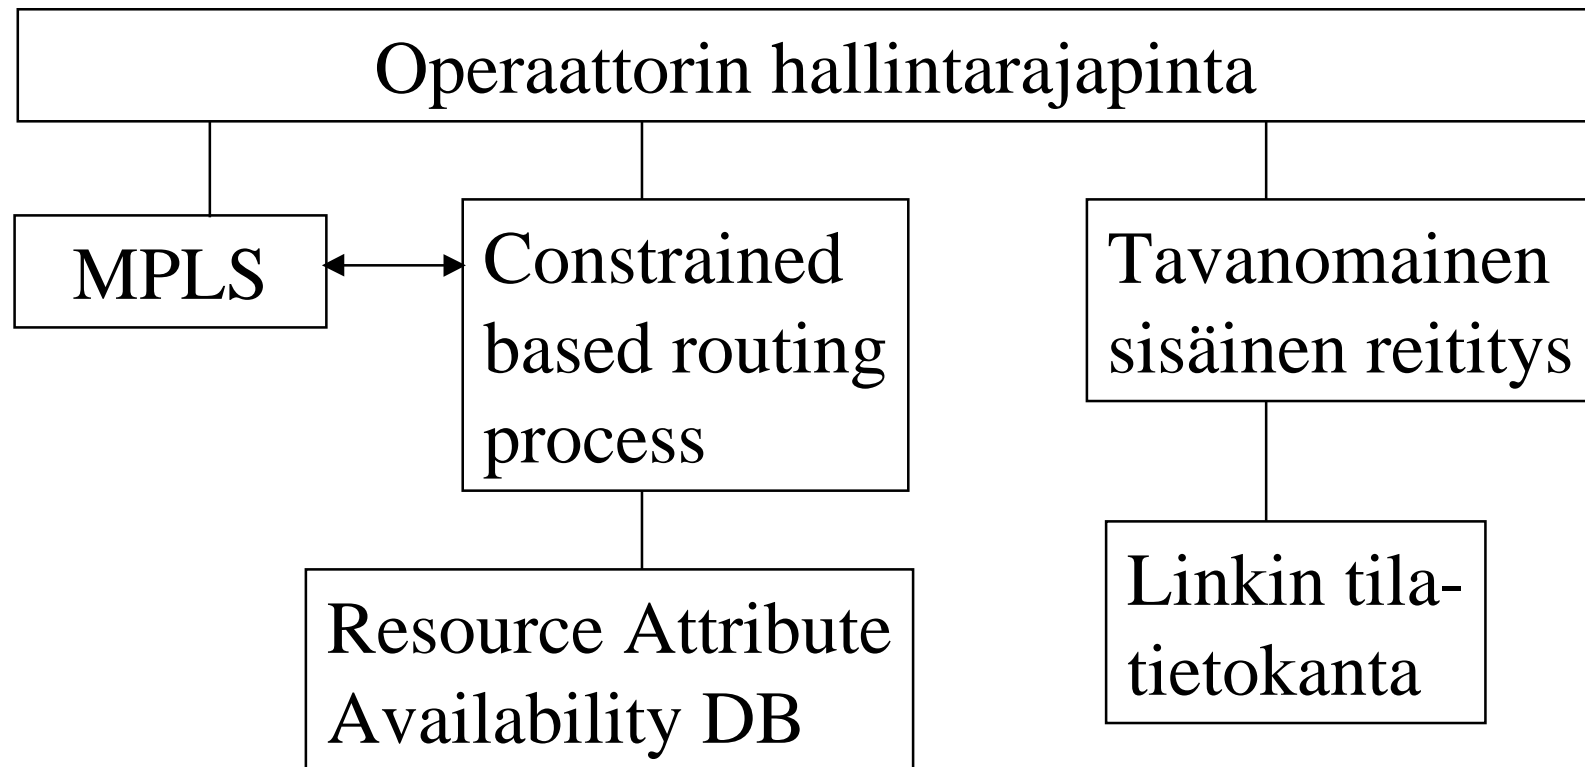 Operaattorin hallintarajapinta
MPLS
Constrained
based routing
process
Tavanomainen
sisäinen reititys
Resource Attribute
Availability DB
Linkin tila-
tietokanta